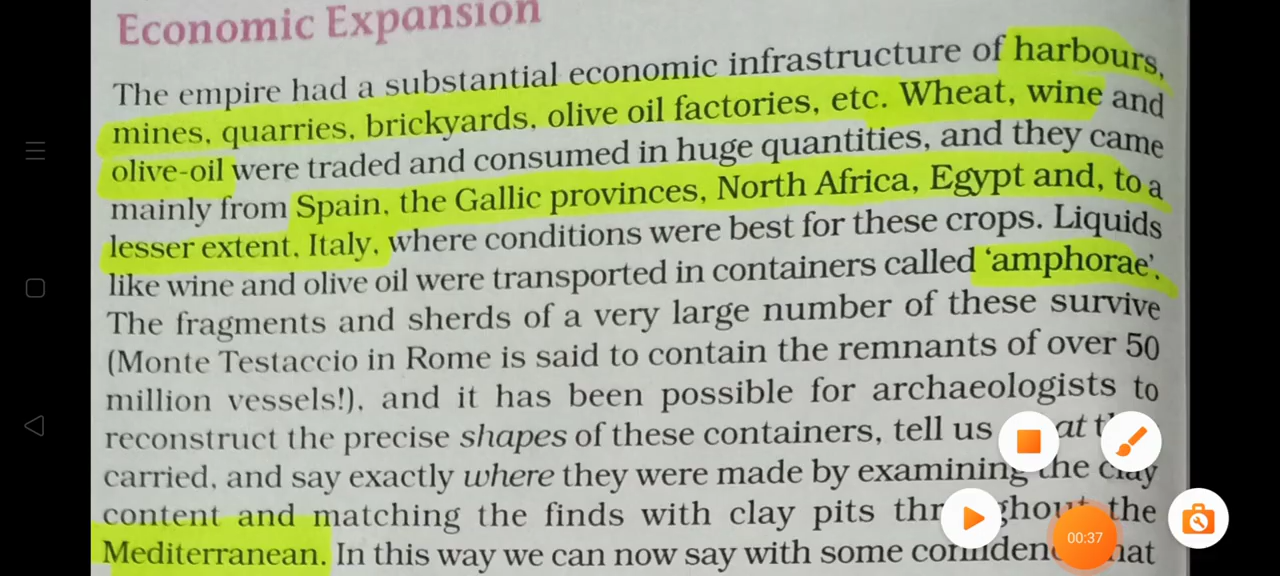 Economic Expansion
The empire had a substantial economic infrastructure of harbours,
mines, quarries, brickyards, olive oil factories, etc. Wheat, wine and
olive-oil were traded and consumed in huge quantities, and they came
mainly from Spain, the Gallic provinces, North Africa, Egypt and, to a
lesser extent, Italy, where conditions were best for these crops. Liquids
like wine and olive oil were transported in containers called ‘amphorae’.
The fragments and sherds of a very large number of these survive
(Monte Testaccio in Rome is said to contain the remnants of over 50
million vessels!), and it has been possible for archaeologists to
reconstruct the precise shapes of these containers, tell us
carried, and say exactly where they were made by examining the clay
content and matching the finds with clay pits the
Mediterranean. In this way we can now say with some
00:37